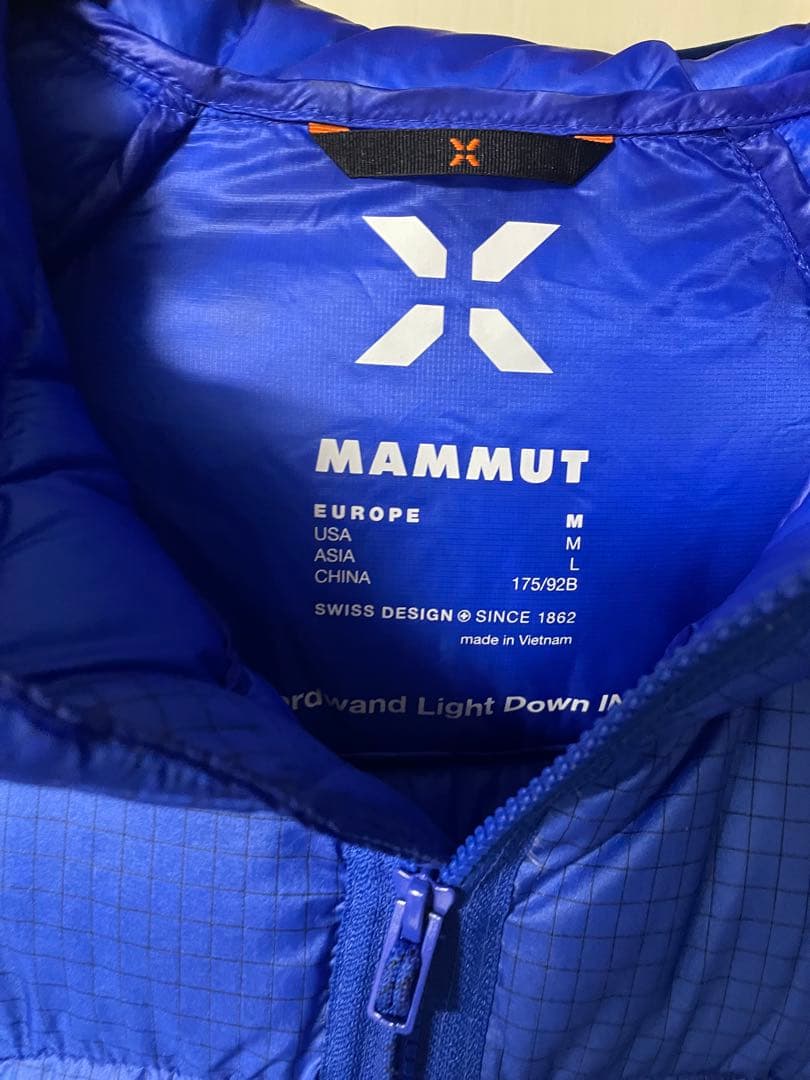 MAMMUT
EUROPE M
USA M
ASIA L
CHINA 175/92B
SWISS DESIGN SINCE 1862
made in Vietnam
Light Down